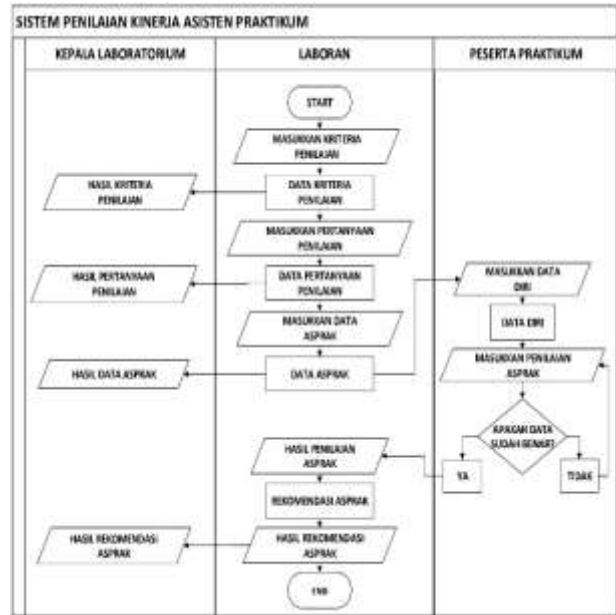 SISTEM PENILAIAN KINERJA ASISTEN PRAKTIKUM
KEPALA LABORATORIUM
LABORAN
PESERTA PRAKTIKUM
START
MASUKKAN KRITERIA
PENILAIAN
HASIL KRITERIA
PENILAIAN
DATA KRITERIA
PENILAIAN
MASUKKAN PERTANYAAN
PENILAIAN
HASIL PERTANYAAN
PENILAIAN
DATA PERTANYAAN
PENILAIAN
MASUKKAN DATA
DIRI
MASUKKAN DATA
ASPRAK
DATA DIRI
HASIL DATA ASPRAK
DATA ASPRAK
MASUKKAN PENILAIAN
ASPRAK
APAKAH DATA
SUDAH BENAR?
HASIL PENILAIAN
ASPRAK
YA
TIDAK
REKOMENDASI ASPRAK
HASIL REKOMENDASI
ASPRAK
HASIL REKOMENDASI
ASPRAK
END